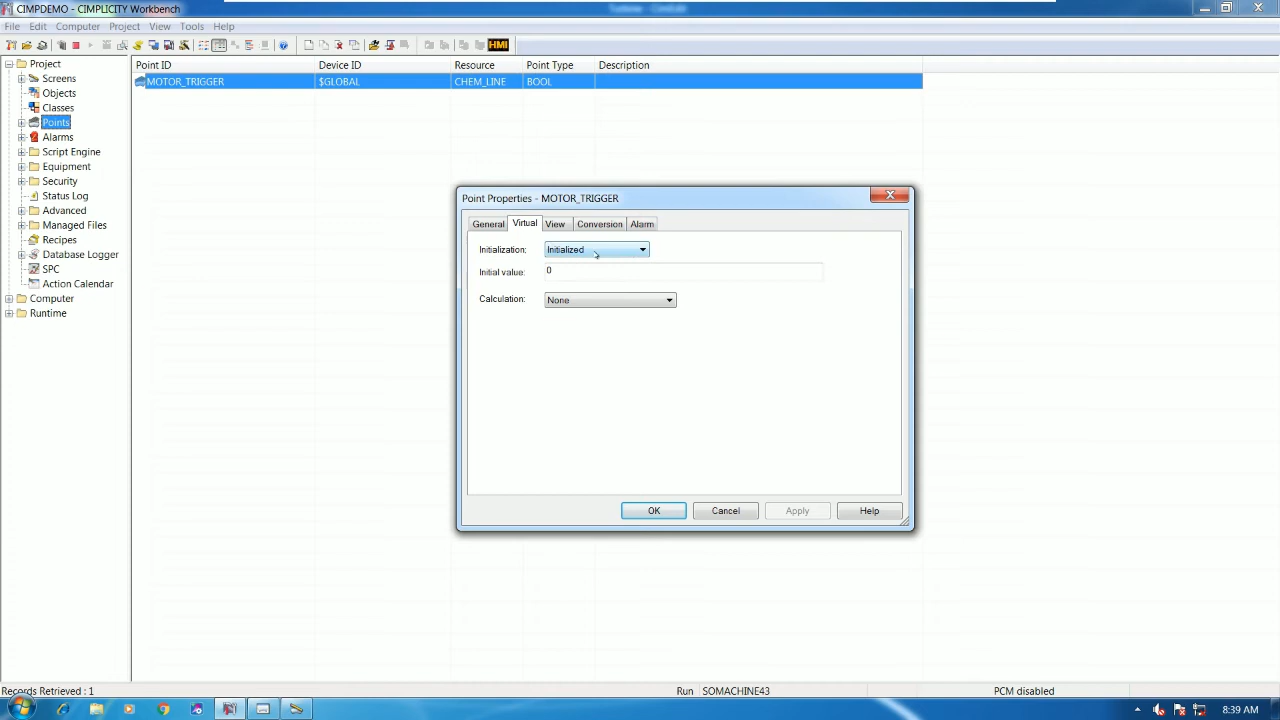 CIMPDEMO - CIMPLICITY Workbench
Turbine - CimEdit
File Edit Computer Project View Tools Help
HMI
Project
Screens
Objects
Classes
Points
Alarms
Script Engine
Equipment
Security
Status Log
Advanced
Managed Files
Recipes
Database Logger
SPC
Action Calendar
Computer
Runtime
Point ID Device ID Resource Point Type Description
MOTOR_TRIGGER $GLOBAL CHEM_LINE BOOL
Point Properties - MOTOR_TRIGGER
General Virtual View Conversion Alarm
Initialization: Initialized
Initial value: 0
Calculation: None
OK Cancel Apply Help
Records Retrieved : 1 Run SOMACHINE43 PCM disabled
8:39 AM